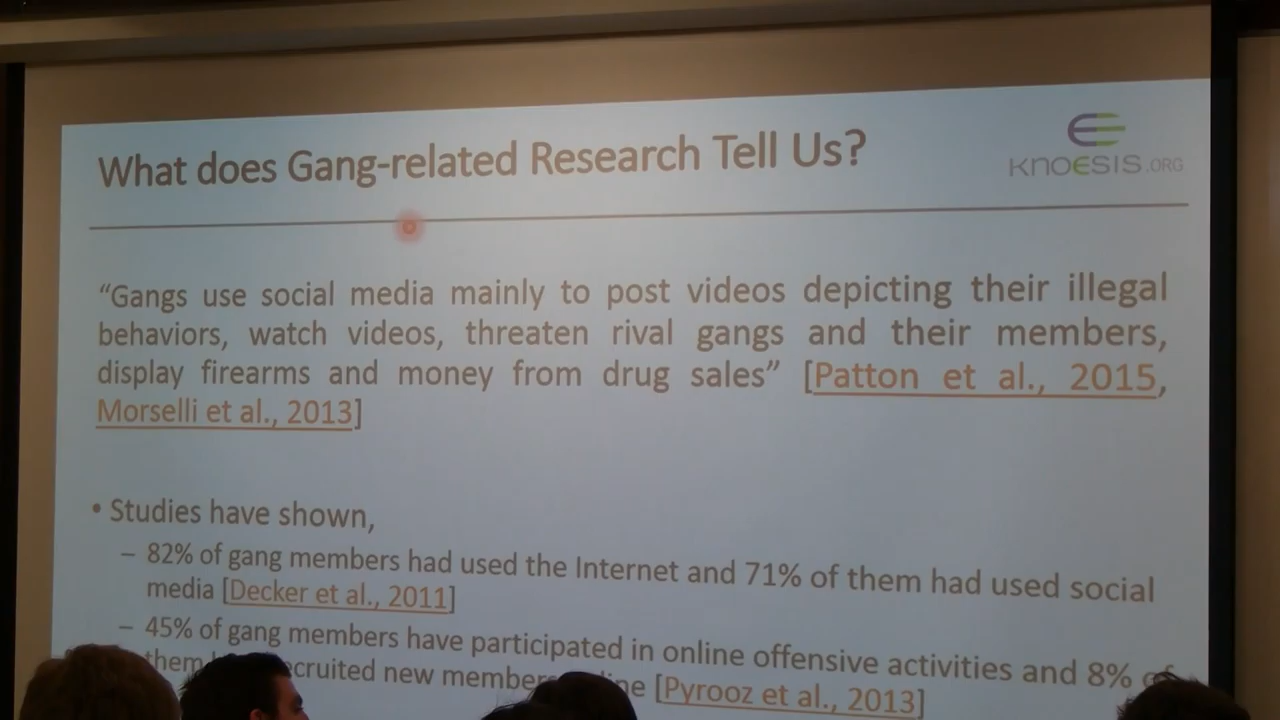 What does Gang-related Research Tell Us?
KNOESIS.ORG
“Gangs use social media mainly to post videos depicting their illegal
behaviors, watch videos, threaten rival gangs and their members,
display firearms and money from drug sales” [Patton et al., 2015,
Morselli et al., 2013]
• Studies have shown,
– 82% of gang members had used the Internet and 71% of them had used social
media [Decker et al., 2011]
– 45% of gang members have participated in online offensive activities and 8% of
them recruited new members [Pyrooz et al., 2013]